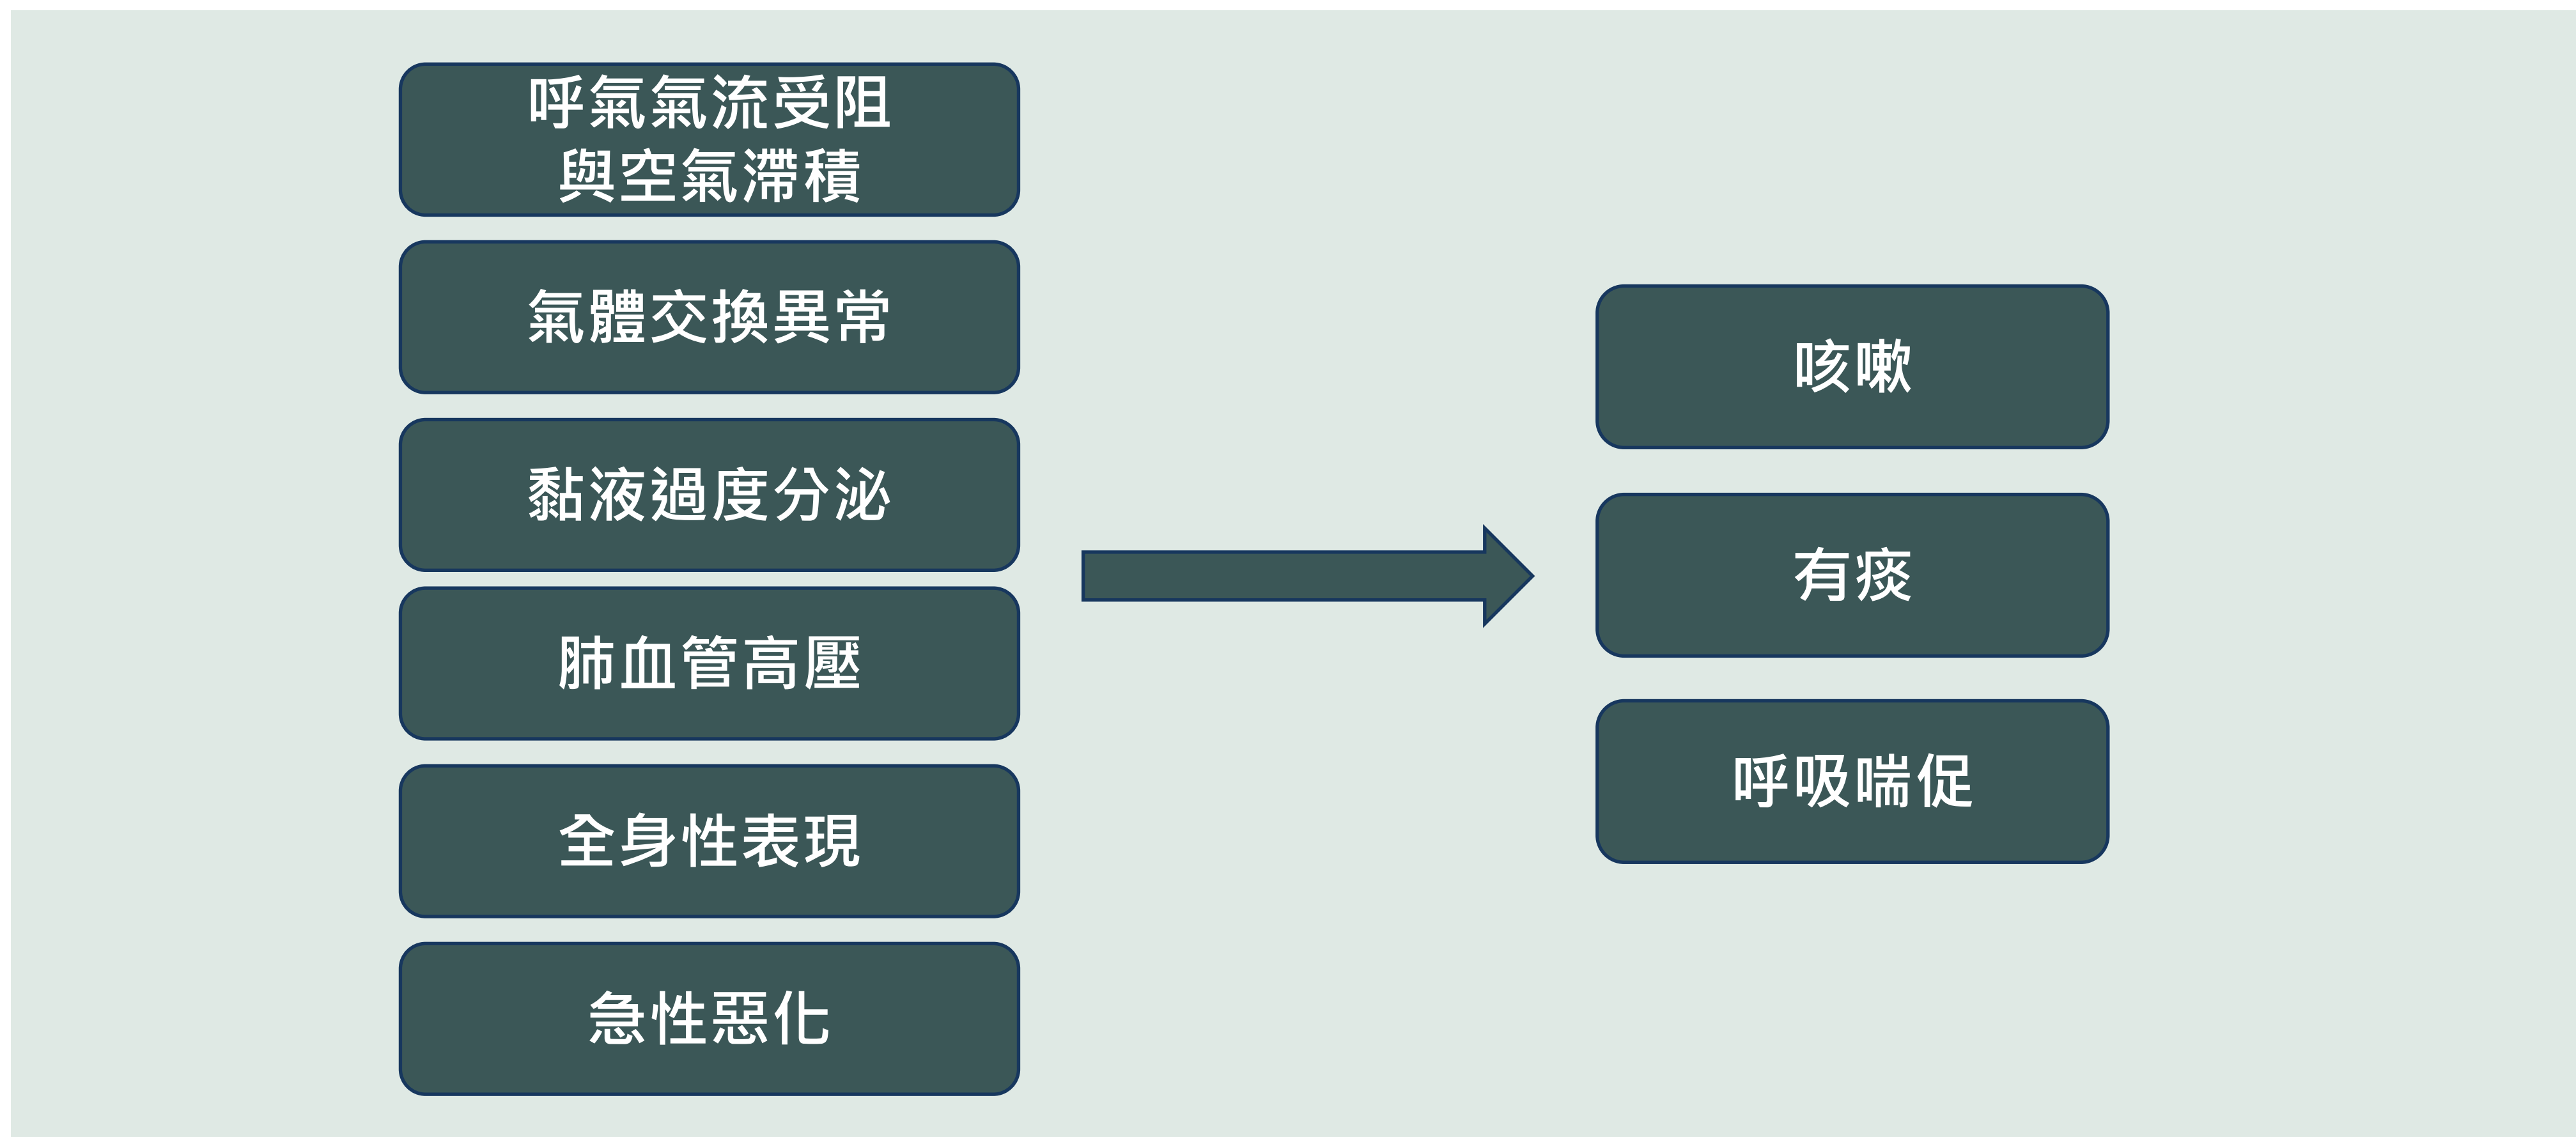 呼氣氣流受阻
與空氣滯積
氣體交換異常
黏液過度分泌
肺血管高壓
全身性表現
急性惡化
咳嗽
有痰
呼吸喘促